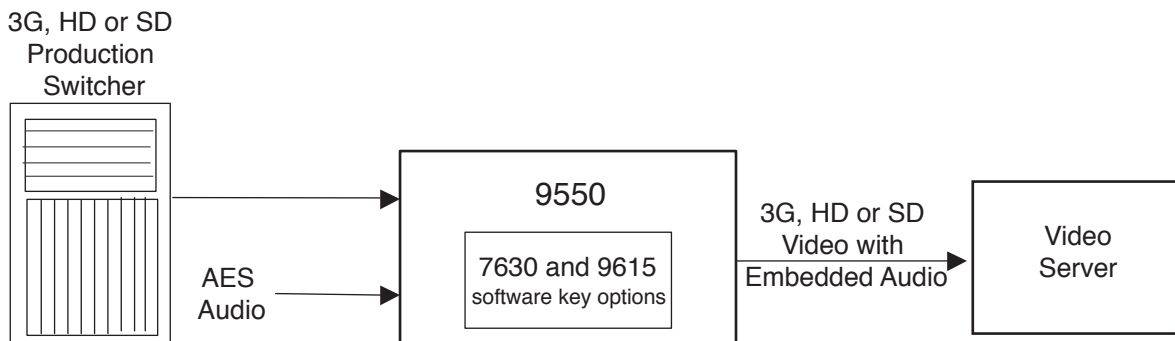 3G, HD or SD
Production
Switcher
9550
7630 and 9615
software key options
AES
Audio
3G, HD or SD
Video with
Embedded Audio
Video
Server